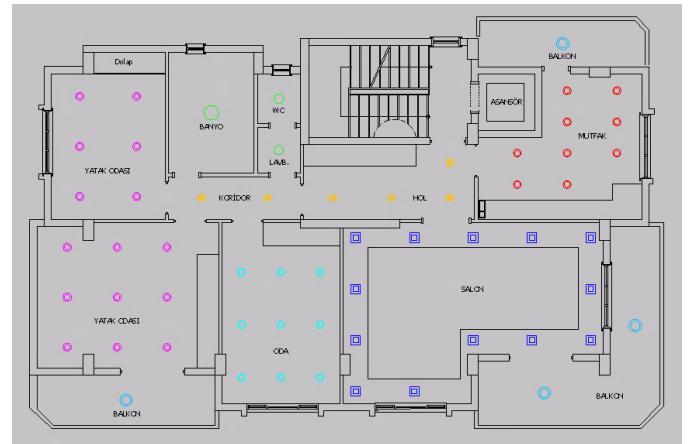 BALKON
Dolap
ASANSÖR
WC
BANYO
MUTFAK
LAVB.
YATAK ODASI
KORİDOR
HOL
SALON
YATAK ODASI
ODA
BALKON
BALKON